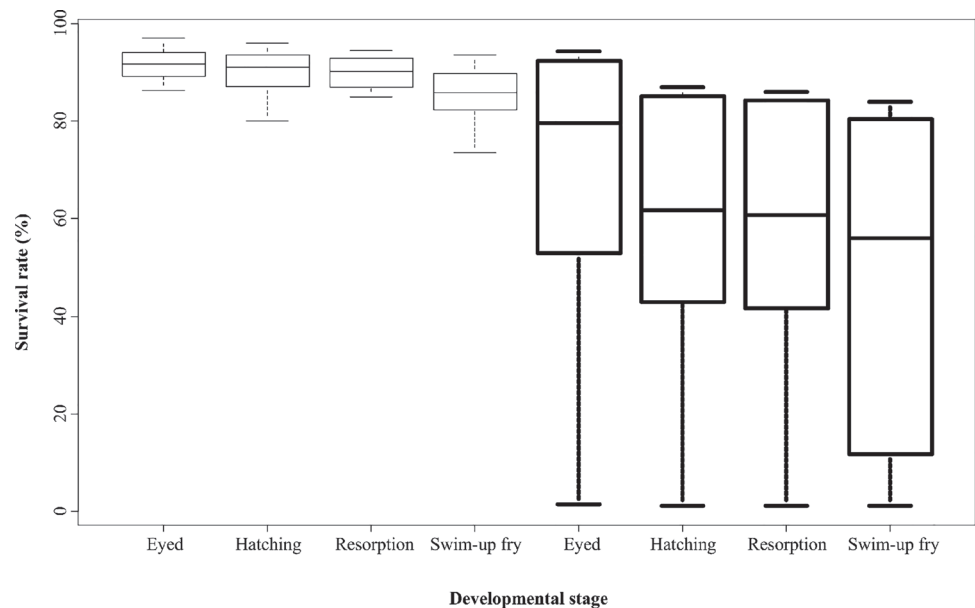 100
80
60
40
20
0
Survival rate (%)
Eyed Hatching Resorption Swim-up fry Eyed Hatching Resorption Swim-up fry
Developmental stage